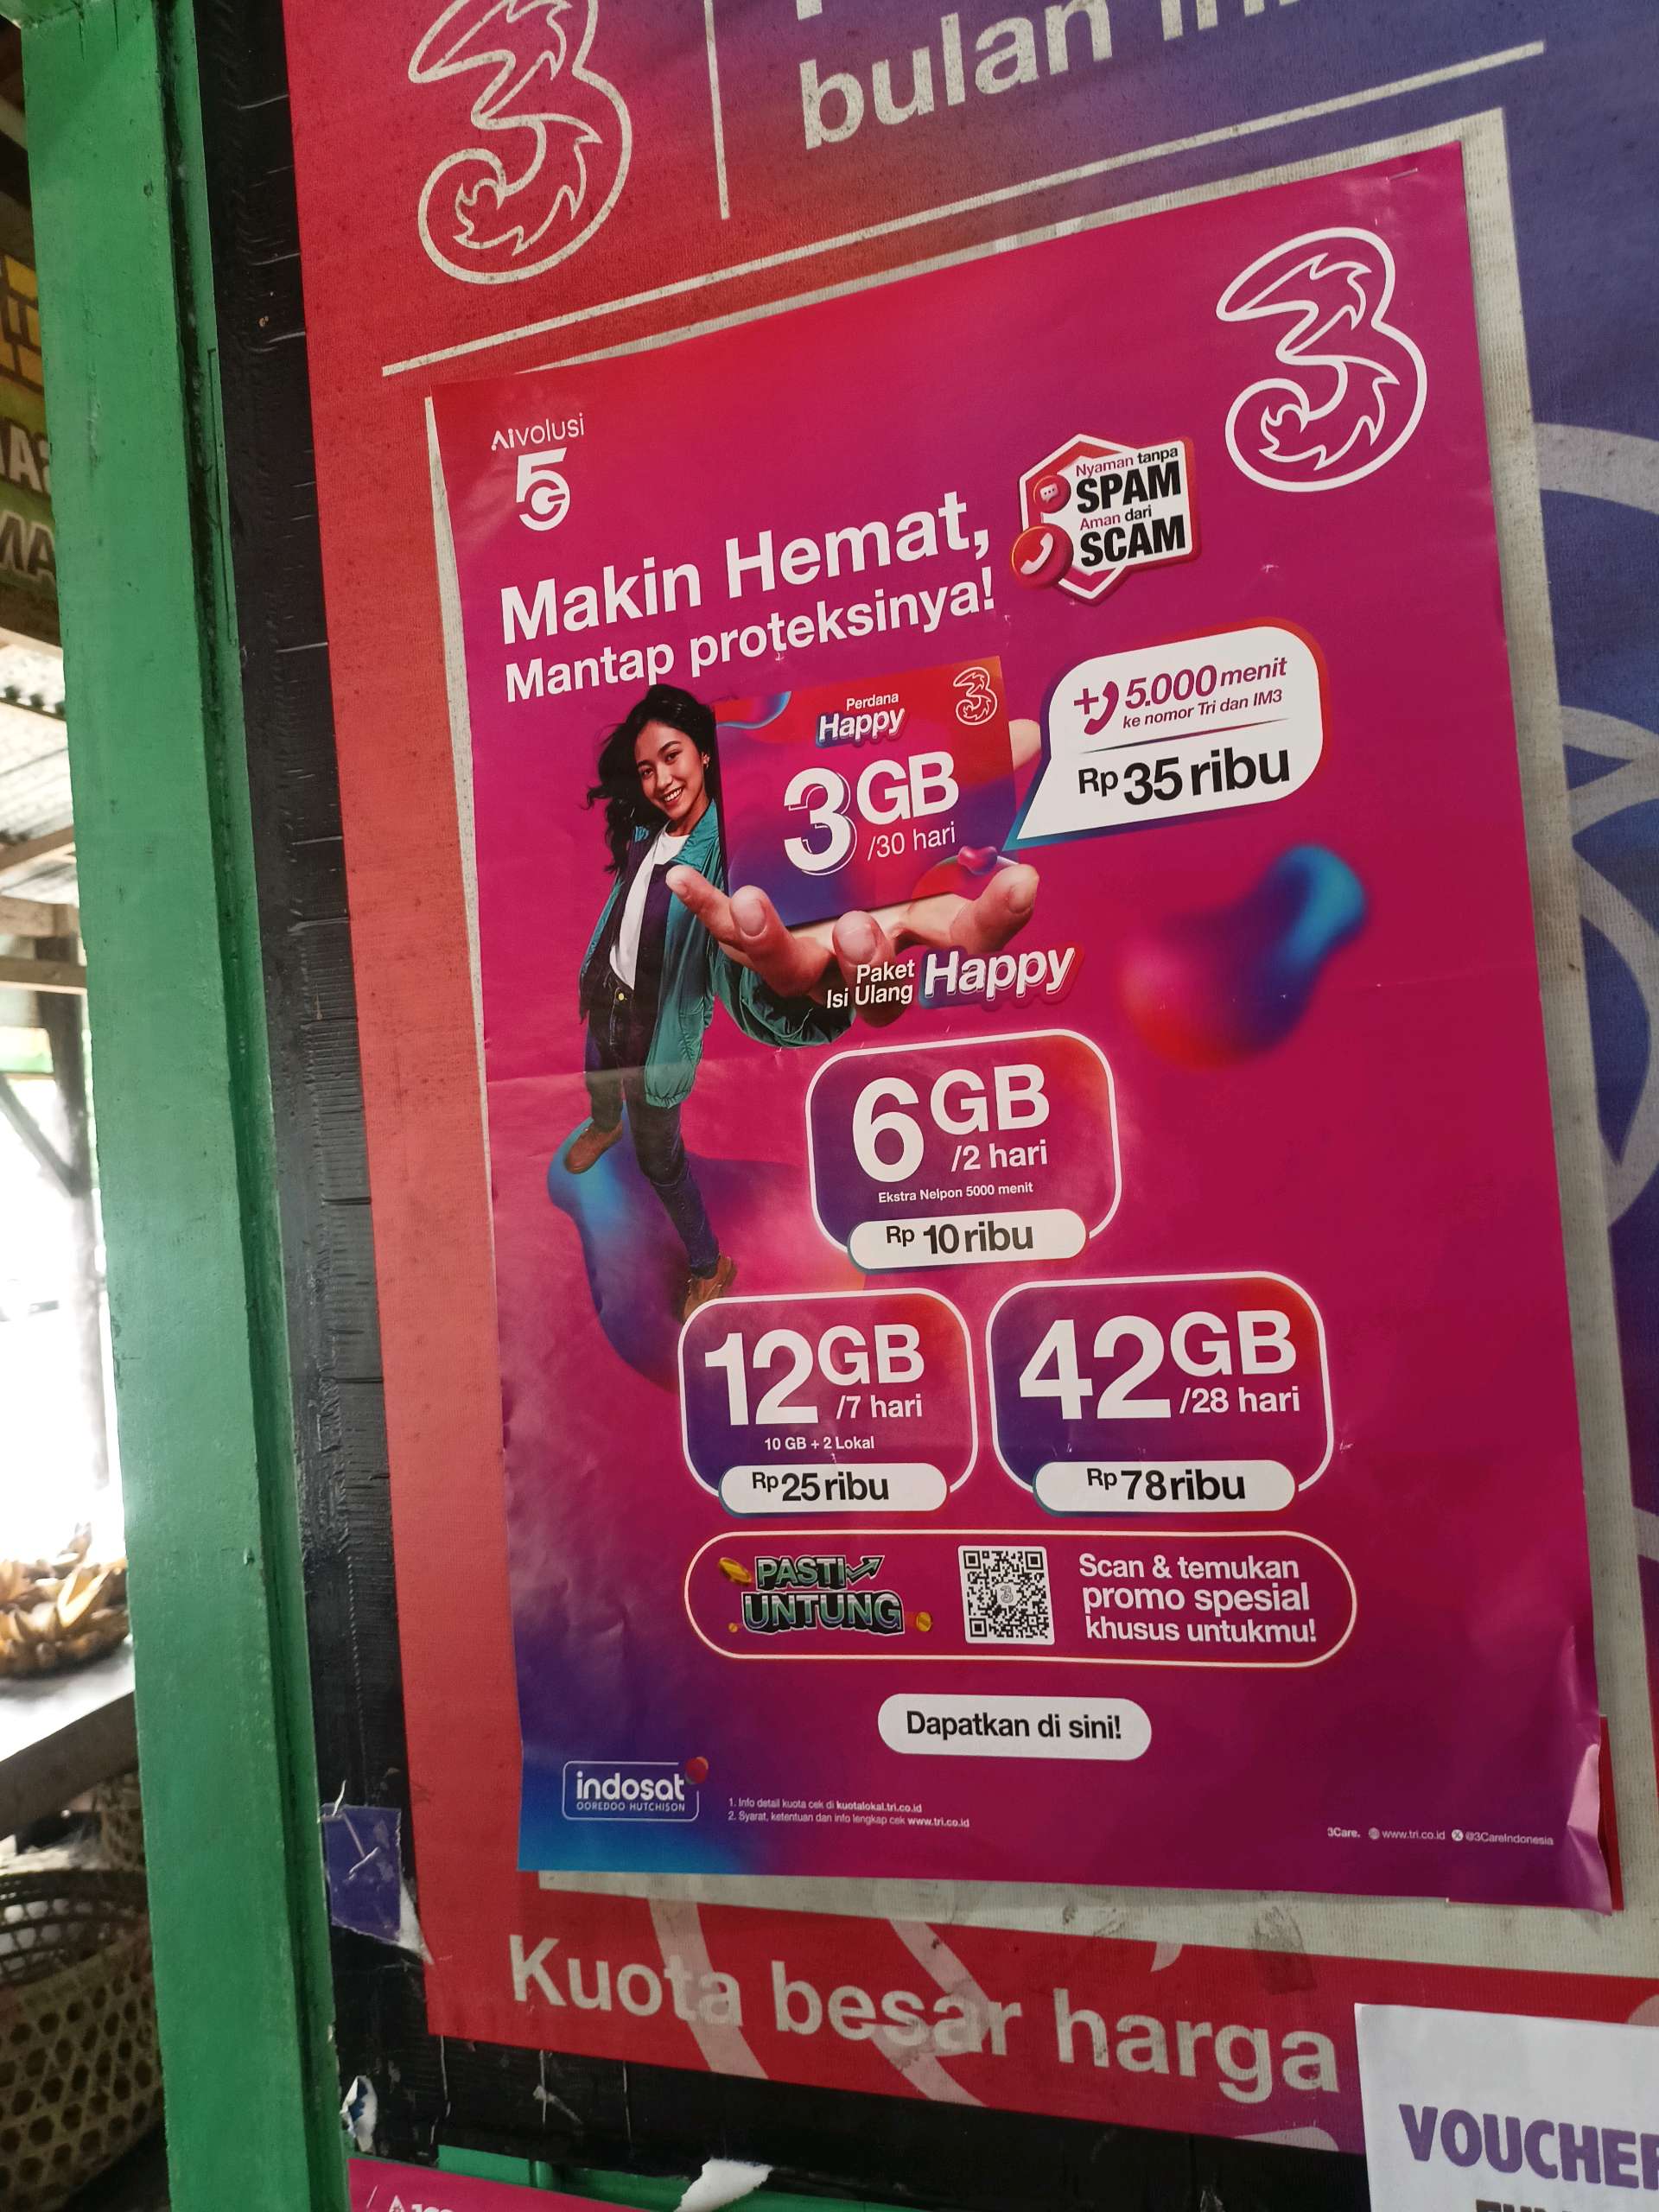 3
bulan
3
AIvolusi
5G
Nyaman tanpa
SPAM
Aman dari
SCAM
Makin Hemat,
Mantap proteksinya!
Perdana
Happy
3
3GB
/30 hari
+ 5.000 menit
ke nomor Tri dan IM3
Rp 35 ribu
Paket
Isi Ulang Happy
6GB
/2 hari
Ekstra Nelpon 5000 menit
Rp 10 ribu
12GB
/7 hari
10 GB + 2 Lokal
Rp 25 ribu
42GB
/28 hari
Rp 78 ribu
PASTI
UNTUNG
Scan & temukan
promo spesial
khusus untukmu!
Dapatkan di sini!
indosat
OOREDOO HUTCHISON
1. Info detail kuota cek di kuotalokal.tri.co.id
2. Syarat, ketentuan dan info lengkap cek www.tri.co.id
3Care. www.tri.co.id @3CareIndonesia
Kuota besar harga